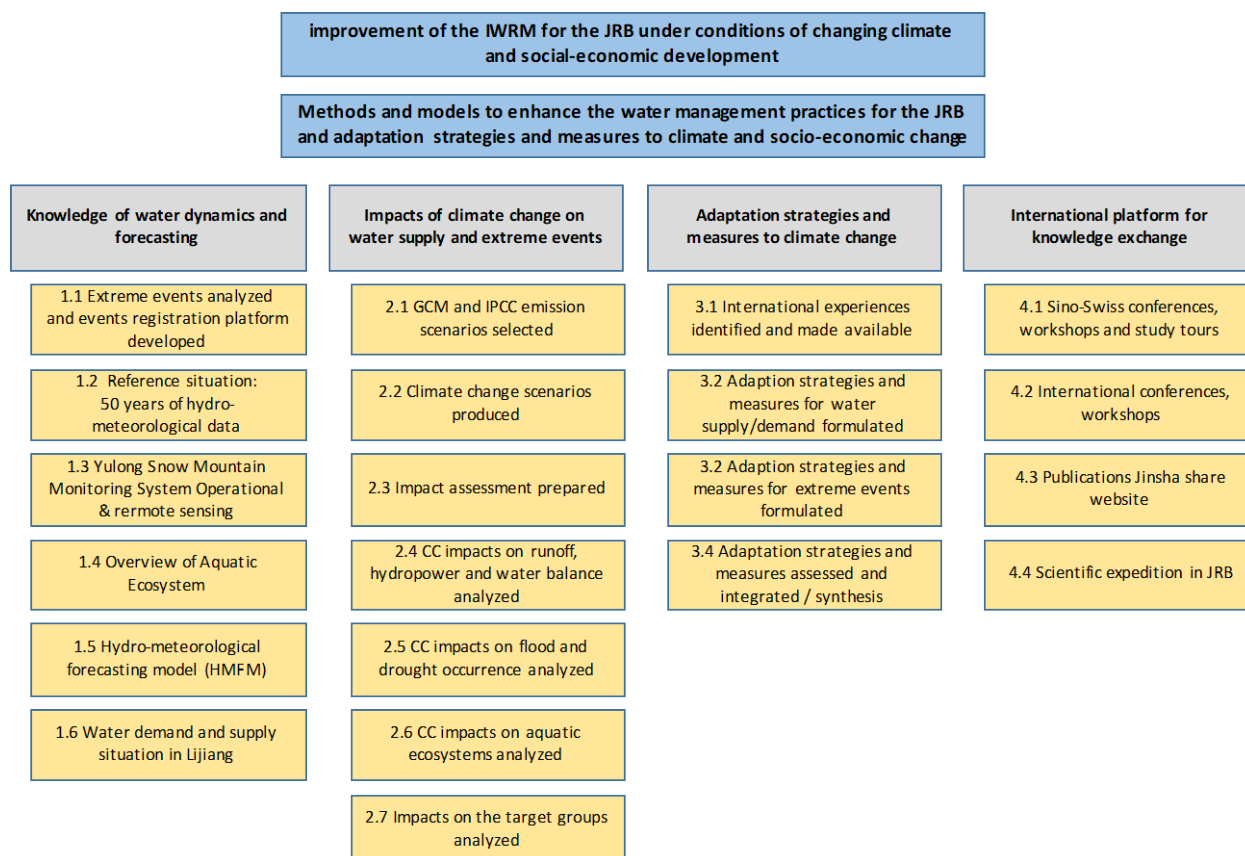 improvement of the IWRM for the JRB under conditions of changing climate
and social-economic development
Methods and models to enhance the water management practices for the JRB
and adaptation strategies and measures to climate and socio-economic change
Knowledge of water dynamics and
forecasting
1.1 Extreme events analyzed
and events registration platform
developed
1.2 Reference situation:
50 years of hydro-
meteorological data
1.3 Yulong Snow Mountain
Monitoring System Operational
& rermote sensing
1.4 Overview of Aquatic
Ecosystem
1.5 Hydro-meteorological
forecasting model (HMFM)
1.6 Water demand and supply
situation in Lijiang
Impacts of climate change on
water supply and extreme events
2.1 GCM and IPCC emission
scenarios selected
2.2 Climate change scenarios
produced
2.3 Impact assessment prepared
2.4 CC impacts on runoff,
hydropower and water balance
analyzed
2.5 CC impacts on flood and
drought occurrence analyzed
2.6 CC impacts on aquatic
ecosystems analyzed
2.7 Impacts on the target groups
analyzed
Adaptation strategies and
measures to climate change
3.1 International experiences
identified and made available
3.2 Adaption strategies and
measures for water
supply/demand formulated
3.2 Adaption strategies and
measures for extreme events
formulated
3.4 Adaptation strategies and
measures assessed and
integrated / synthesis
International platform for
knowledge exchange
4.1 Sino-Swiss conferences,
workshops and study tours
4.2 International conferences,
workshops
4.3 Publications Jinsha share
website
4.4 Scientific expedition in JRB